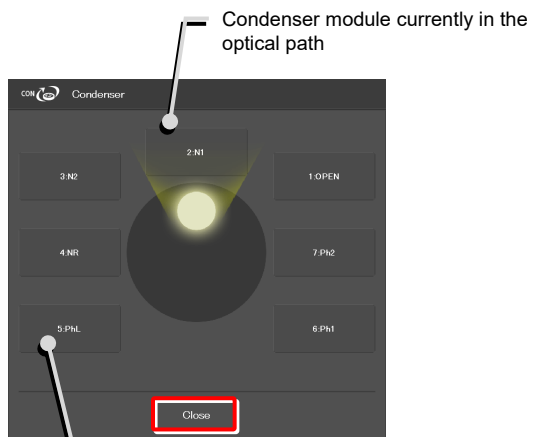 Condenser module currently in the
optical path
CON Condenser
2:N1
3:N2
1:OPEN
4:NR
7:Ph2
5:PhL
6:Ph1
Close